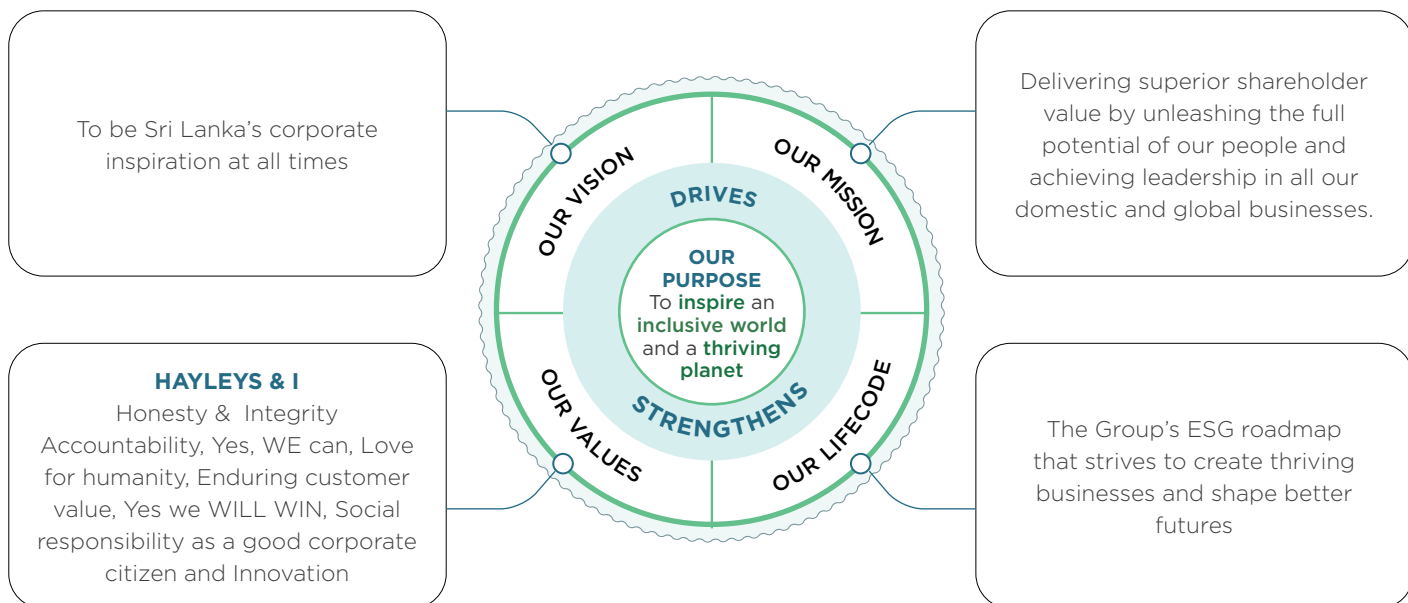 To be Sri Lanka’s corporate
inspiration at all times
Delivering superior shareholder
value by unleashing the full
potential of our people and
achieving leadership in all our
domestic and global businesses.
OUR VISION
OUR MISSION
DRIVES
OUR
PURPOSE
To inspire an
inclusive world
and a thriving
planet
STRENGTHENS
OUR VALUES
OUR LIFECODE
HAYLEYS & I
Honesty & Integrity
Accountability, Yes, WE can, Love
for humanity, Enduring customer
value, Yes we WILL WIN, Social
responsibility as a good corporate
citizen and Innovation
The Group’s ESG roadmap
that strives to create thriving
businesses and shape better
futures